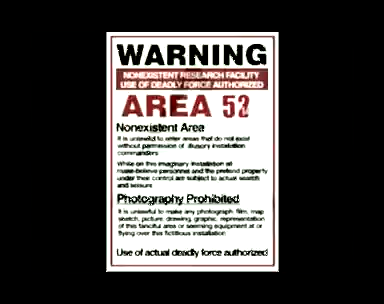 WARNING
NONEXISTENT RESEARCH FACILITY
USE OF DEADLY FORCE AUTHORIZED
AREA 52
Nonexistent Area
It is unlawful to enter areas that do not exist
without permission of illusory installation
commanders
While on this imaginary installation all
make-believe personnel and the pretend property
under their control are subject to actual search
and seizure
Photography Prohibited
It is unlawful to make any photograph, film, map
sketch, picture, drawing, graphic, representation
of this fanciful area or seeming equipment at or
flying over this fictitious installation
Use of actual deadly force authorized